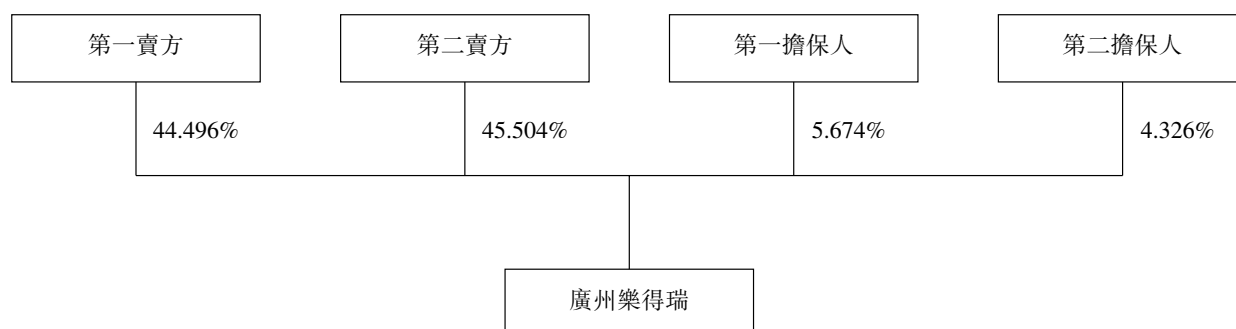 第一賣方
第二賣方
第一擔保人
第二擔保人
44.496%
45.504%
5.674%
4.326%
廣州樂得瑞